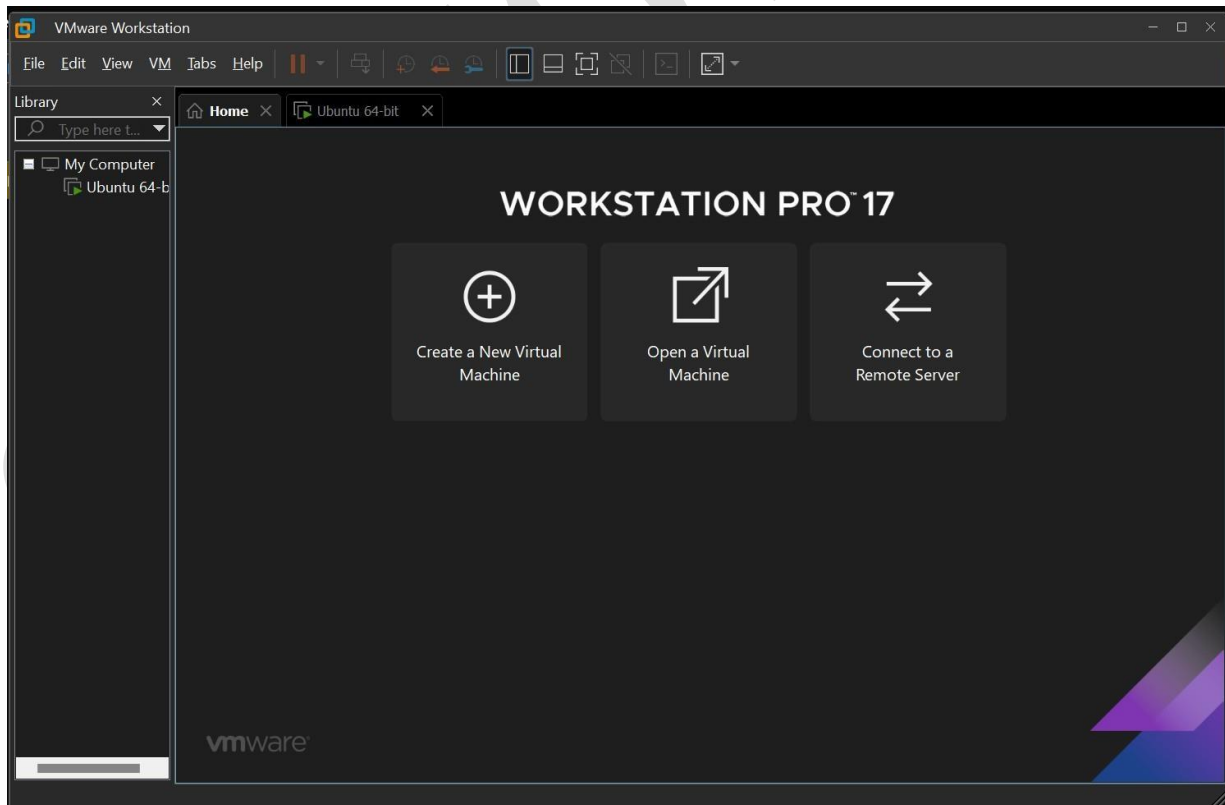 VMware Workstation
File Edit View VM Tabs Help
Library
Home
Ubuntu 64-bit
Type here t...
My Computer
Ubuntu 64-b
WORKSTATION PRO™ 17
Create a New Virtual
Machine
Open a Virtual
Machine
Connect to a
Remote Server
vmware